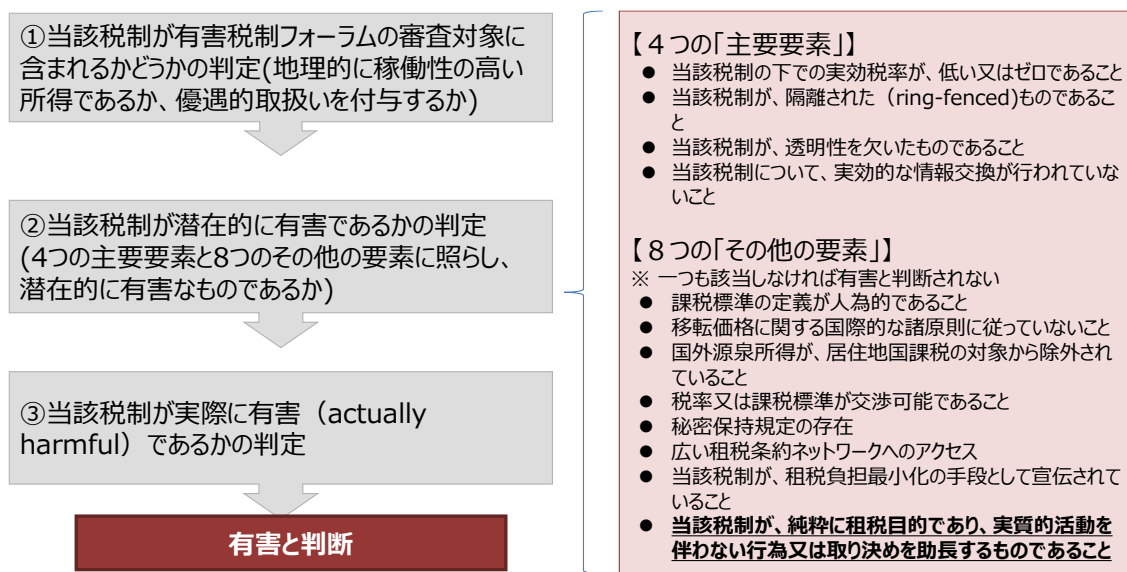 ①当該税制が有害税制フォーラムの審査対象に
含まれるかどうかの判定(地理的に稼働性の高い
所得であるか、優遇的取扱いを付与するか)
②当該税制が潜在的に有害であるかの判定
(4つの主要要素と8つのその他の要素に照らし、
潜在的に有害なものであるか)
③当該税制が実際に有害（actually
harmful）であるかの判定
有害と判断
【４つの「主要要素」】
● 当該税制の下での実効税率が、低い又はゼロであること
● 当該税制が、隔離された（ring-fenced)ものであるこ
と
● 当該税制が、透明性を欠いたものであること
● 当該税制について、実効的な情報交換が行われていな
いこと
【８つの「その他の要素」】
※ 一つも該当しなければ有害と判断されない
● 課税標準の定義が人為的であること
● 移転価格に関する国際的な諸原則に従っていないこと
● 国外源泉所得が、居住地国課税の対象から除外され
ていること
● 税率又は課税標準が交渉可能であること
● 秘密保持規定の存在
● 広い租税条約ネットワークへのアクセス
● 当該税制が、租税負担最小化の手段として宣伝されて
いること
● 当該税制が、純粋に租税目的であり、実質的活動を
伴わない行為又は取り決めを助長するものであること